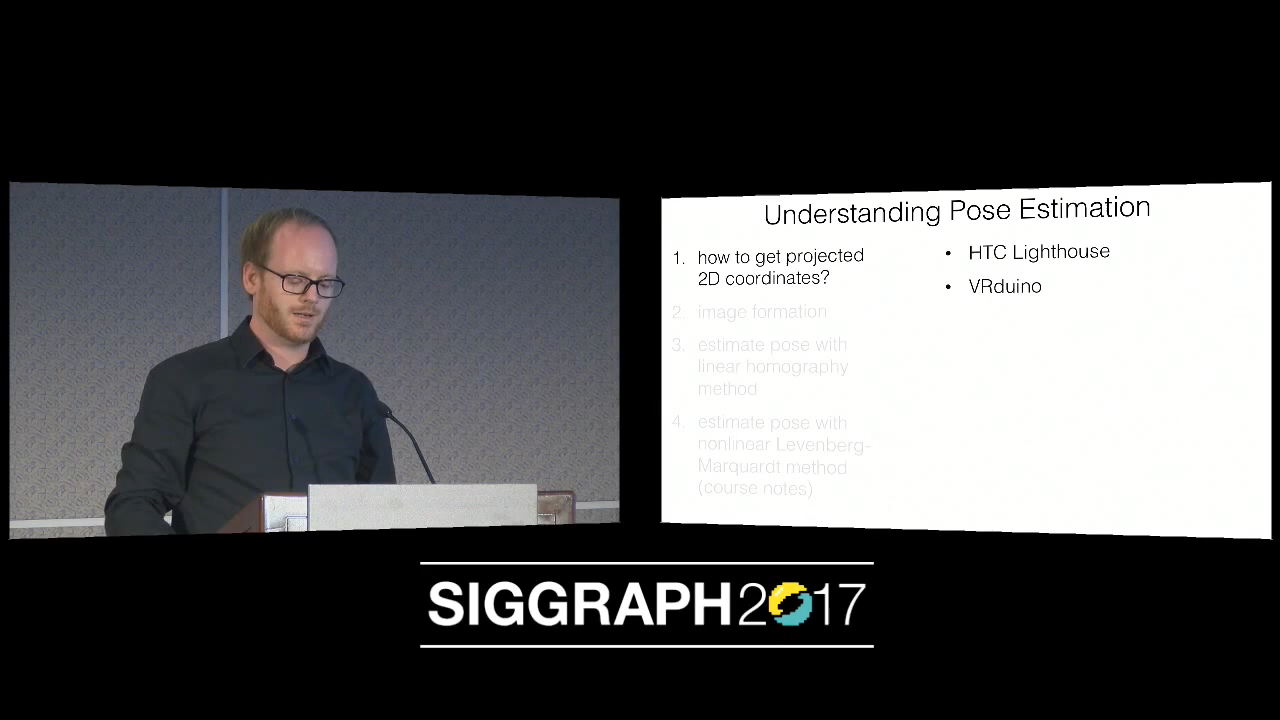 Understanding Pose Estimation
1. how to get projected
2D coordinates?
2. image formation
3. estimate pose with
linear homography
method
4. estimate pose with
nonlinear Levenberg-
Marquardt method
(course notes)
• HTC Lighthouse
• VRduino
SIGGRAPH2017